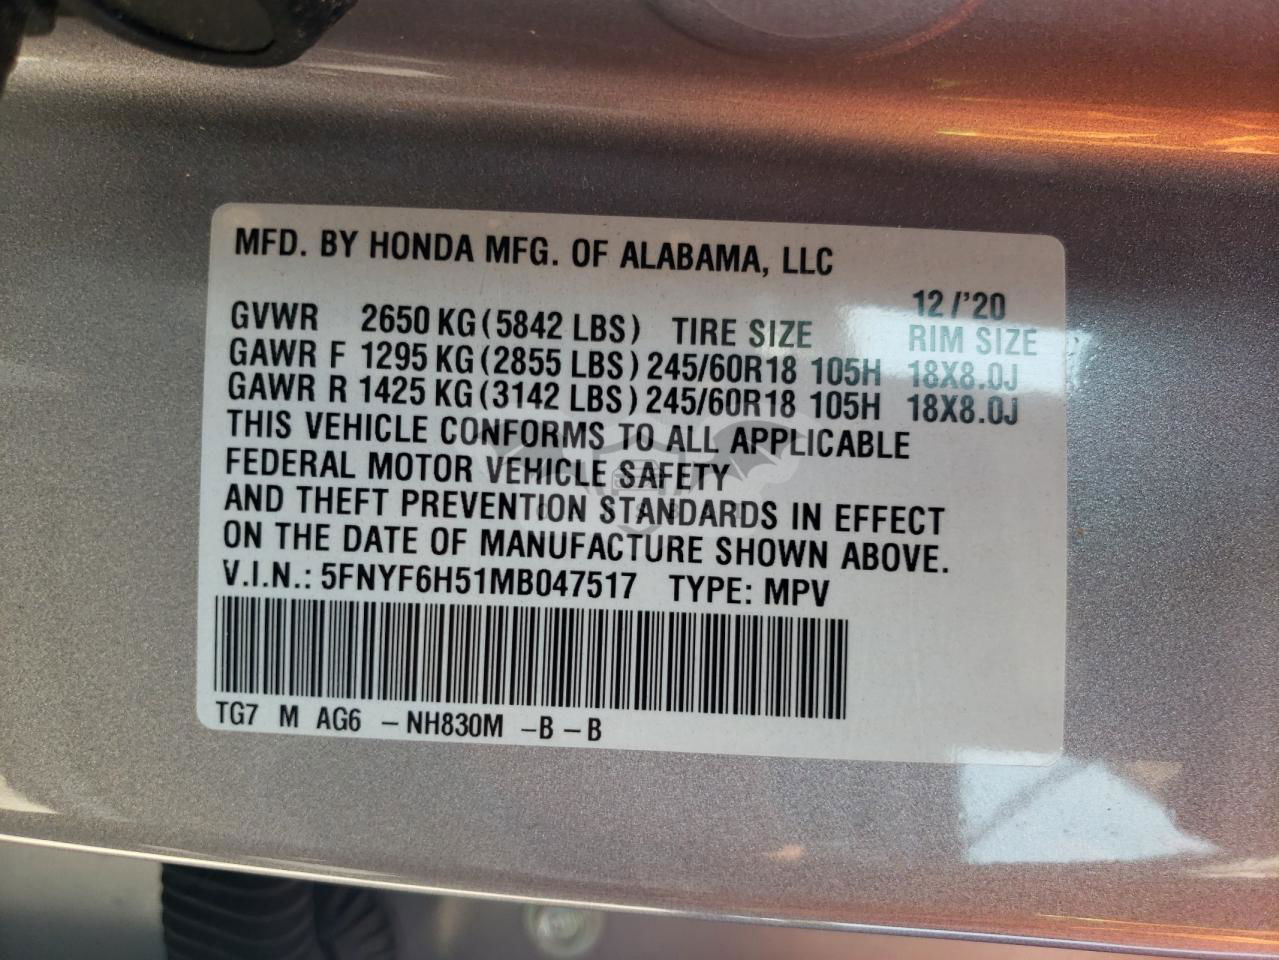 MFD. BY HONDA MFG. OF ALABAMA, LLC
12/'20
GVWR 2650 KG (5842 LBS) TIRE SIZE RIM SIZE
GAWR F 1295 KG (2855 LBS) 245/60R18 105H 18X8.0J
GAWR R 1425 KG (3142 LBS) 245/60R18 105H 18X8.0J
THIS VEHICLE CONFORMS TO ALL APPLICABLE
FEDERAL MOTOR VEHICLE SAFETY
AND THEFT PREVENTION STANDARDS IN EFFECT
ON THE DATE OF MANUFACTURE SHOWN ABOVE.
V.I.N.: 5FNYF6H51MB047517 TYPE: MPV
TG7 M AG6 – NH830M –B –B